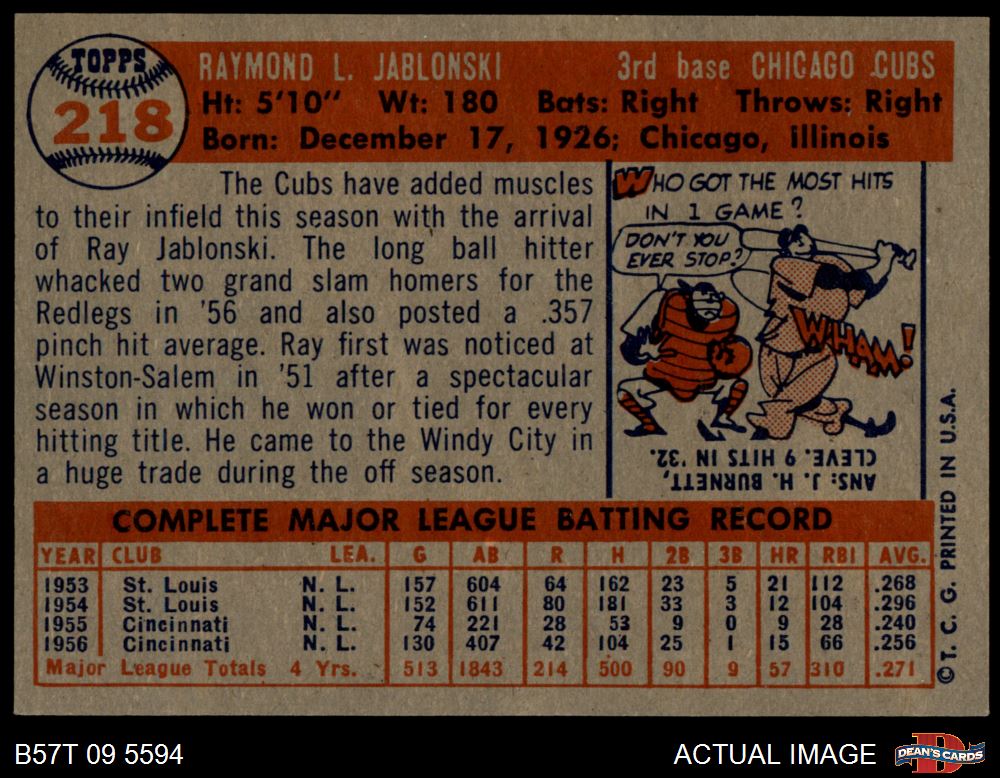 TOPPS
218
RAYMOND L. JABLONSKI 3rd base CHICAGO CUBS
Ht: 5'10" Wt: 180 Bats: Right Throws: Right
Born: December 17, 1926; Chicago, Illinois
The Cubs have added muscles
to their infield this season with the arrival
of Ray Jablonski. The long ball hitter
whacked two grand slam homers for the
Redlegs in '56 and also posted a .357
pinch hit average. Ray first was noticed at
Winston-Salem in '51 after a spectacular
season in which he won or tied for every
hitting title. He came to the Windy City in
a huge trade during the off season.
WHO GOT THE MOST HITS
IN 1 GAME?
DON'T YOU
EVER STOP?
WHAM!
ANS: J. H. BURNETT,
CLEVE. 9 HITS IN '32.
COMPLETE MAJOR LEAGUE BATTING RECORD
YEAR CLUB LEA. G AB R H 2B 3B HR RBI AVG.
1953 St. Louis N. L. 157 604 64 162 23 5 21 112 .268
1954 St. Louis N. L. 152 611 80 181 33 3 12 104 .296
1955 Cincinnati N. L. 74 221 28 53 9 0 9 28 .240
1956 Cincinnati N. L. 130 407 42 104 25 1 15 66 .256
Major League Totals 4 Yrs. 513 1843 214 500 90 9 57 310 .271
© T. C. G. PRINTED IN U.S.A.
B57T 09 5594 ACTUAL IMAGE
D
DEAN'S CARDS